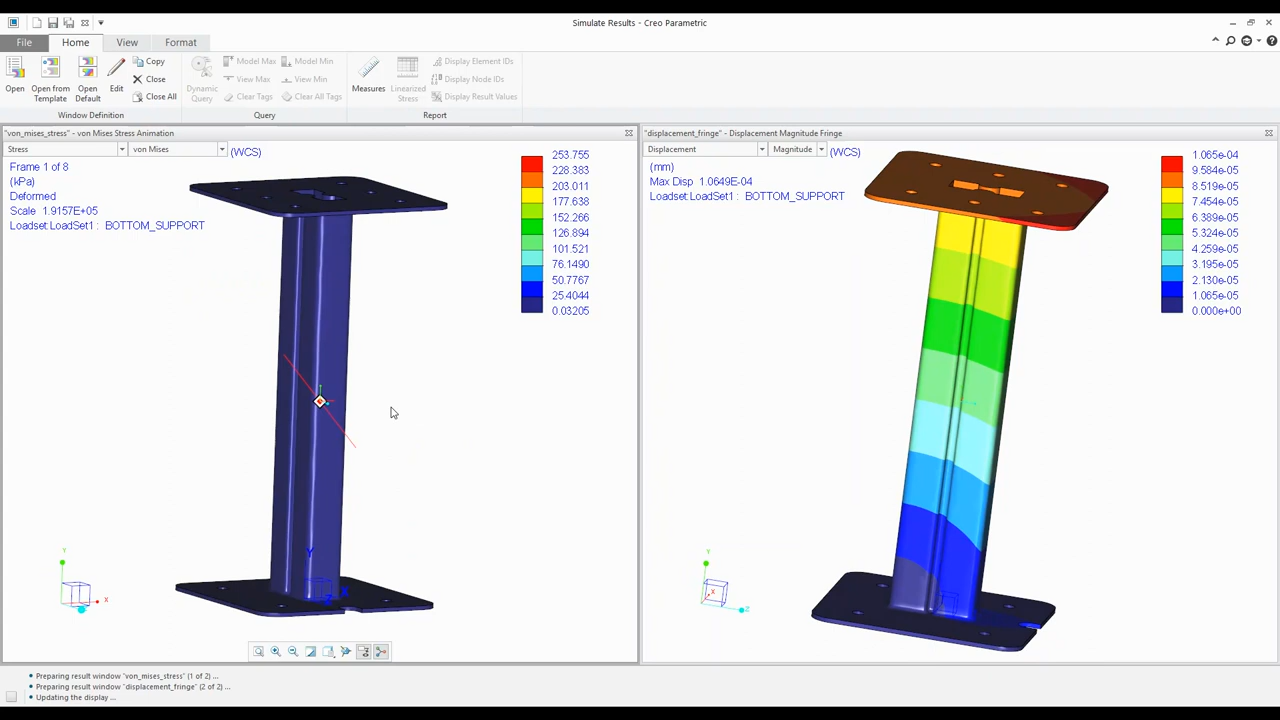 Simulate Results - Creo Parametric
File Home View Format
Open
Open from Template
Open Default
Edit
Copy
Close
Close All
Window Definition
Dynamic Query
Model Max
Model Min
View Max
View Min
Clear Tags
Clear All Tags
Query
Measures
Linearized Stress
Display Element IDs
Display Node IDs
Display Result Values
Report
"von_mises_stress" - von Mises Stress Animation
Stress
von Mises
(WCS)
Frame 1 of 8
(kPa)
Deformed
Scale 1.9157E+05
Loadset:LoadSet1 : BOTTOM_SUPPORT
253.755
228.383
203.011
177.638
152.266
126.894
101.521
76.1490
50.7767
25.4044
0.03205
Y
Z
Y
X
"displacement_fringe" - Displacement Magnitude Fringe
Displacement
Magnitude
(WCS)
(mm)
Max Disp 1.0649E-04
Loadset:LoadSet1 : BOTTOM_SUPPORT
1.065e-04
9.584e-05
8.519e-05
7.454e-05
6.389e-05
5.324e-05
4.259e-05
3.195e-05
2.130e-05
1.065e-05
0.000e+00
Y
X
Z
Preparing result window "von_mises_stress" (1 of 2) ...
Preparing result window "displacement_fringe" (2 of 2) ...
Updating the display ...